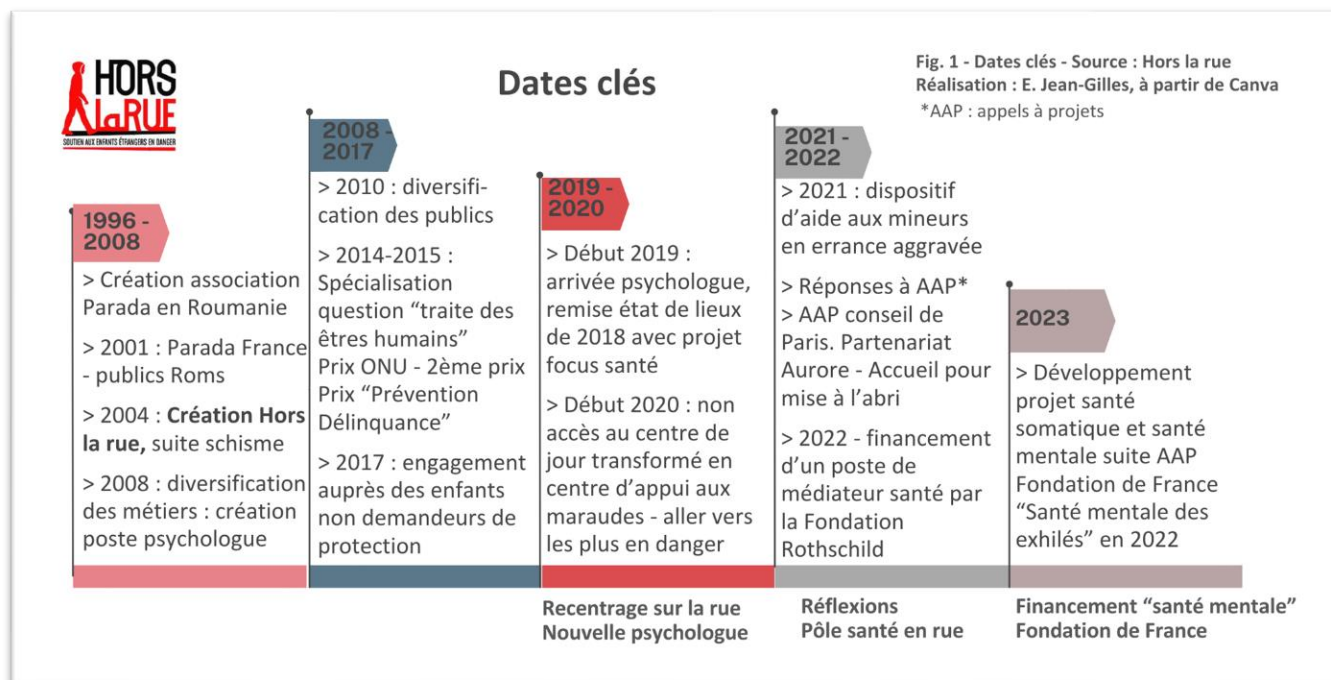 HORS
LaRUE
SOUTIEN AUX ENFANTS ÉTRANGERS EN DANGER
Dates clés
Fig. 1 - Dates clés - Source : Hors la rue
Réalisation : E. Jean-Gilles, à partir de Canva
*AAP : appels à projets
1996 -
2008
> Création association
Parada en Roumanie
> 2001 : Parada France
- publics Roms
> 2004 : Création Hors
la rue, suite schisme
> 2008 : diversification
des métiers : création
poste psychologue
2008 -
2017
> 2010 : diversifi-
cation des publics
> 2014-2015 :
Spécialisation
question “traite des
êtres humains”
Prix ONU - 2ème prix
Prix “Prévention
Délinquance”
> 2017 : engagement
auprès des enfants
non demandeurs de
protection
2019 -
2020
> Début 2019 :
arrivée psychologue,
remise état de lieux
de 2018 avec projet
focus santé
> Début 2020 : non
accès au centre de
jour transformé en
centre d’appui aux
maraudes - aller vers
les plus en danger
Recentrage sur la rue
Nouvelle psychologue
2021 -
2022
> 2021 : dispositif
d’aide aux mineurs
en errance aggravée
> Réponses à AAP*
> AAP conseil de
Paris. Partenariat
Aurore - Accueil pour
mise à l’abri
> 2022 - financement
d’un poste de
médiateur santé par
la Fondation
Rothschild
Réflexions
Pôle santé en rue
2023
> Développement
projet santé
somatique et santé
mentale suite AAP
Fondation de France
“Santé mentale des
exhilés” en 2022
Financement “santé mentale”
Fondation de France